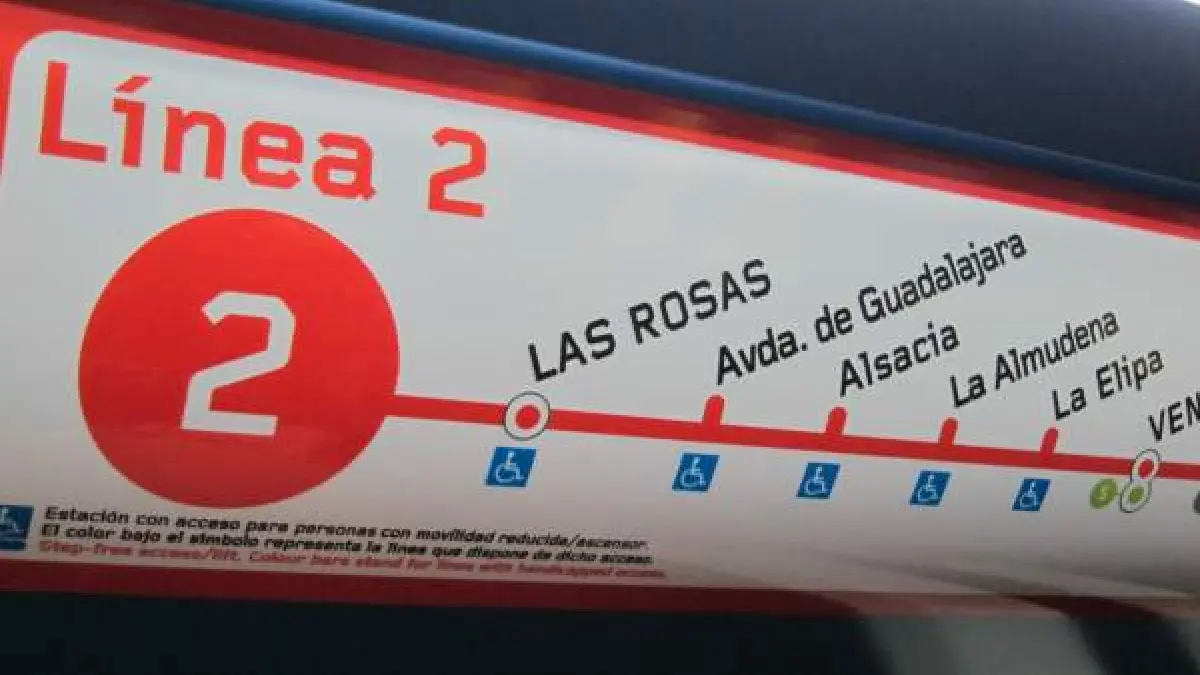 Línea 2
2
LAS ROSAS
Avda. de Guadalajara
Alsacia
La Almudena
La Elipa
VEN
5
Estación con acceso para personas con movilidad reducida/ascensor.
El color bajo el símbolo representa la línea que dispone de dicho acceso.
Step-free access/lift. Colour bars stand for lines with handicapped access.